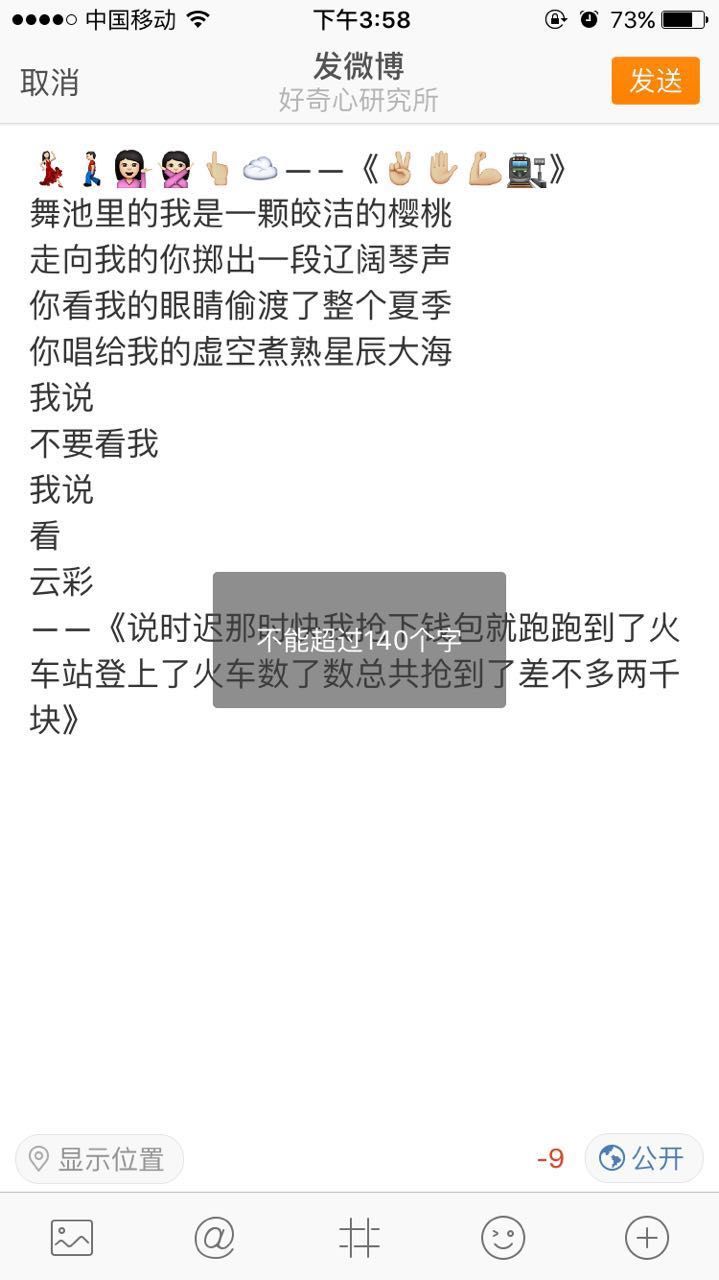 中国移动 下午3:58 73%
取消 发微博 发送
好奇心研究所
💃🚶💁🙅👆☁️——《✌️✋💪🚉》
舞池里的我是一颗皎洁的樱桃
走向我的你掷出一段辽阔琴声
你看我的眼睛偷渡了整个夏季
你唱给我的虚空煮熟星辰大海
我说
不要看我
我说
看
云彩
——《说时迟那时快我抢下钱包就跑跑到了火
不能超过140个字
车站登上了火车数了数总共抢到了差不多两千
块》
显示位置 -9 公开